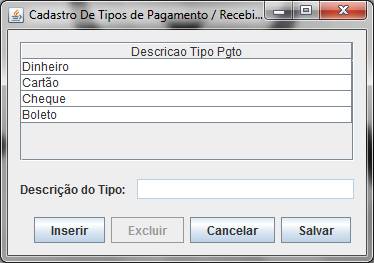 Cadastro De Tipos de Pagamento / Recebi...
Descricao Tipo Pgto
Dinheiro
Cartão
Cheque
Boleto
Descrição do Tipo:
Inserir Excluir Cancelar Salvar